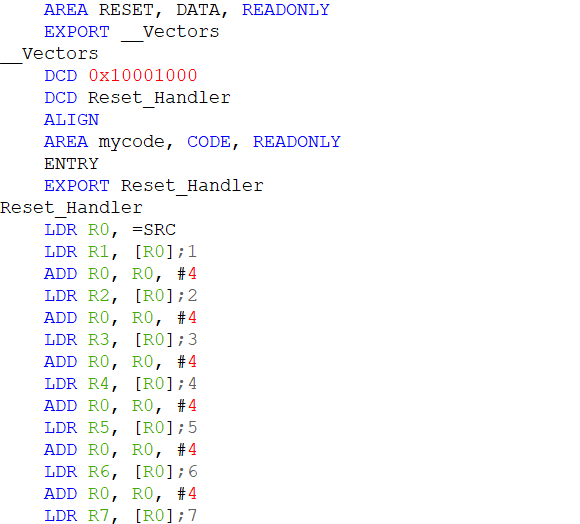 AREA RESET, DATA, READONLY
    EXPORT __Vectors
__Vectors
    DCD 0x10001000
    DCD Reset_Handler
    ALIGN
    AREA mycode, CODE, READONLY
    ENTRY
    EXPORT Reset_Handler
Reset_Handler
    LDR R0, =SRC
    LDR R1, [R0];1
    ADD R0, R0, #4
    LDR R2, [R0];2
    ADD R0, R0, #4
    LDR R3, [R0];3
    ADD R0, R0, #4
    LDR R4, [R0];4
    ADD R0, R0, #4
    LDR R5, [R0];5
    ADD R0, R0, #4
    LDR R6, [R0];6
    ADD R0, R0, #4
    LDR R7, [R0];7